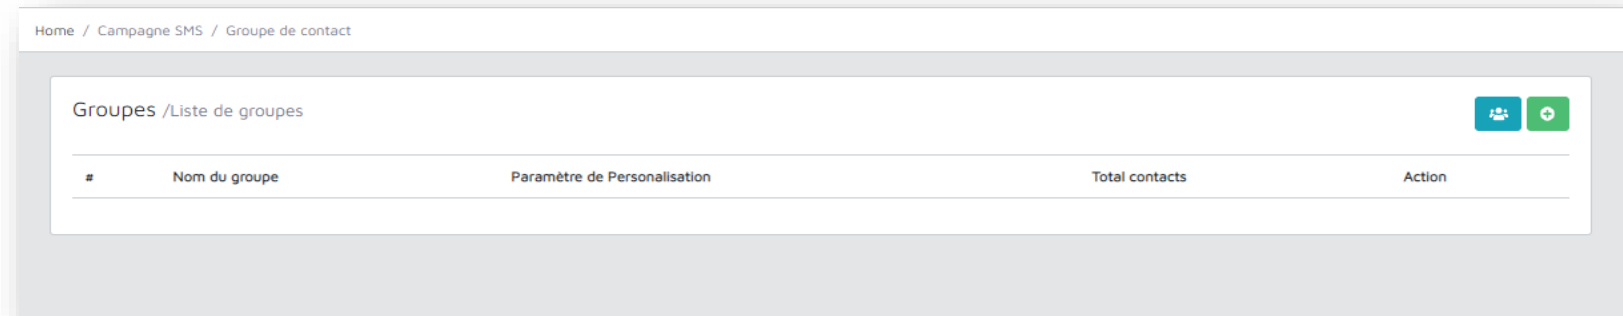 Home / Campagne SMS / Groupe de contact
Groupes /Liste de groupes
# Nom du groupe Paramètre de Personalisation Total contacts Action